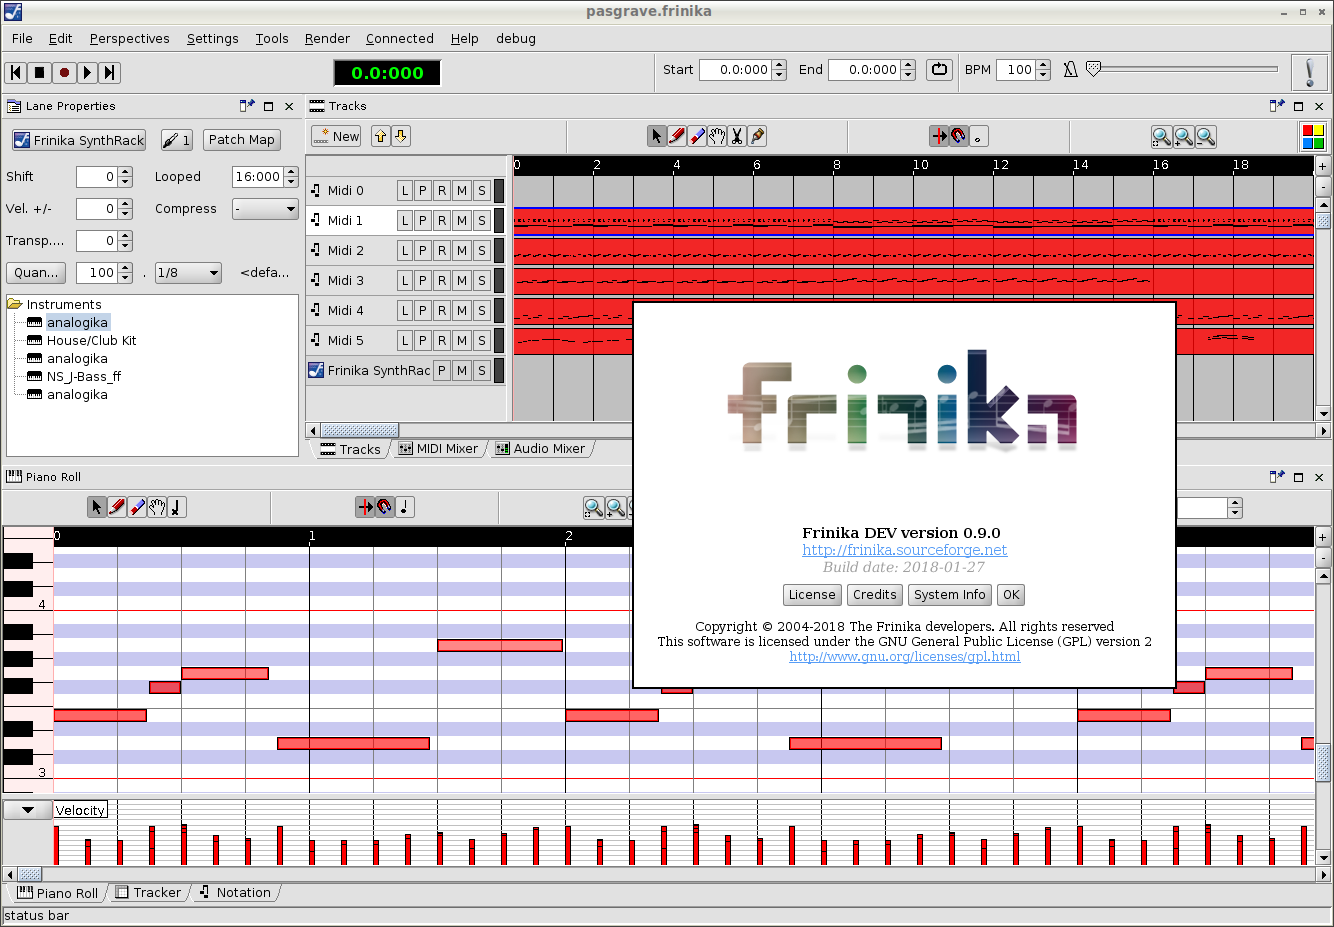 pasgrave.frinika
File Edit Perspectives Settings Tools Render Connected Help debug
0.0:000
Start 0.0:000 End 0.0:000 BPM 100
Lane Properties
Frinika SynthRack 1 Patch Map
Shift 0 Looped 16:000
Vel. +/- 0 Compress -
Transp.... 0
Quan... 100 . 1/8 <defa...
Instruments
analogika
House/Club Kit
analogika
NS_J-Bass_ff
analogika
Tracks
New
0 2 4 6 8 10 12 14 16 18
Midi 0 L P R M S
Midi 1 L P R M S
Midi 2 L P R M S
Midi 3 L P R M S
Midi 4 L P R M S
Midi 5 L P R M S
Frinika SynthRac P M S
Tracks MIDI Mixer Audio Mixer
frinika
Frinika DEV version 0.9.0
http://frinika.sourceforge.net
Build date: 2018-01-27
License Credits System Info OK
Copyright © 2004-2018 The Frinika developers. All rights reserved
This software is licensed under the GNU General Public License (GPL) version 2
http://www.gnu.org/licenses/gpl.html
Piano Roll
0 1 2
4
3
Velocity
Piano Roll Tracker Notation
status bar